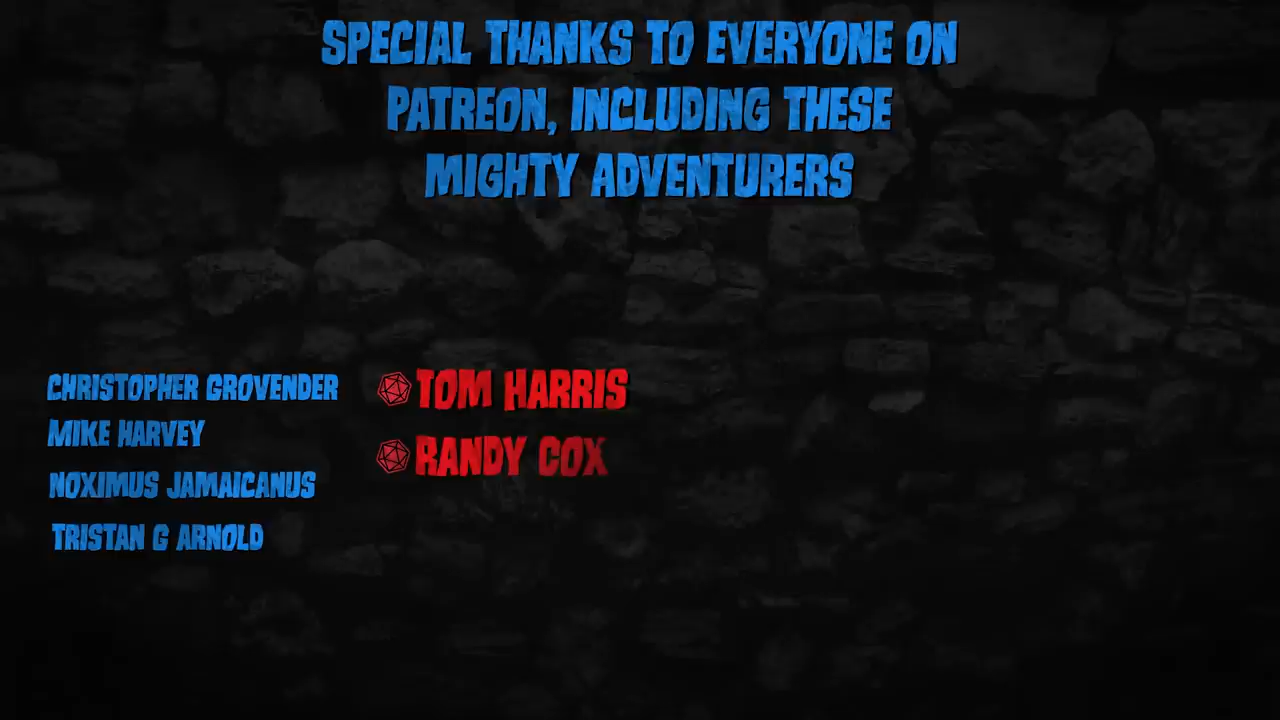 SPECIAL THANKS TO EVERYONE ON
PATREON, INCLUDING THESE
MIGHTY ADVENTURERS
CHRISTOPHER GROVENDER
MIKE HARVEY
NOXIMUS JAMAICANUS
TRISTAN G ARNOLD
TOM HARRIS
RANDY COX